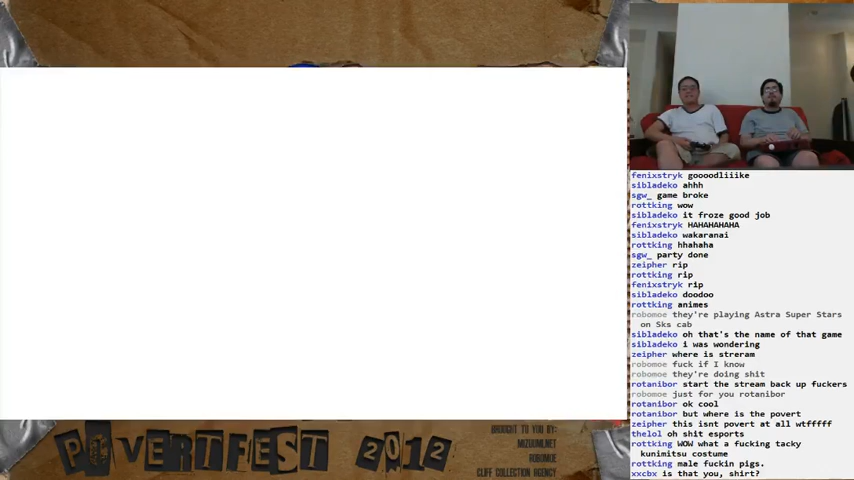 fenixstryk goooodliiike
sibladeko ahhh
sgw_ game broke
rottking wow
sibladeko it froze good job
fenixstryk HAHAHAHAHA
sibladeko wakaranai
rottking hhahaha
sgw_ party done
zeipher rip
rottking rip
fenixstryk rip
sibladeko doodoo
rottking animes
robomoe they're playing Astra Super Stars
on Sks cab
sibladeko oh that's the name of that game
sibladeko i was wondering
zeipher where is streram
robomoe fuck if I know
robomoe they're doing shit
rotanibor start the stream back up fuckers
robomoe just for you rotanibor
rotanibor ok cool
rotanibor but where is the povert
zeipher this isnt povert at all wtfffff
thelol oh shit esports
rottking WOW what a fucking tacky
kunimitsu costume
rottking male fuckin pigs.
xxcbx is that you, shirt?
POVERTFEST 2012
BROUGHT TO YOU BY:
MIZUUMI.NET
ROBOMOE
CLIFF COLLECTION AGENCY